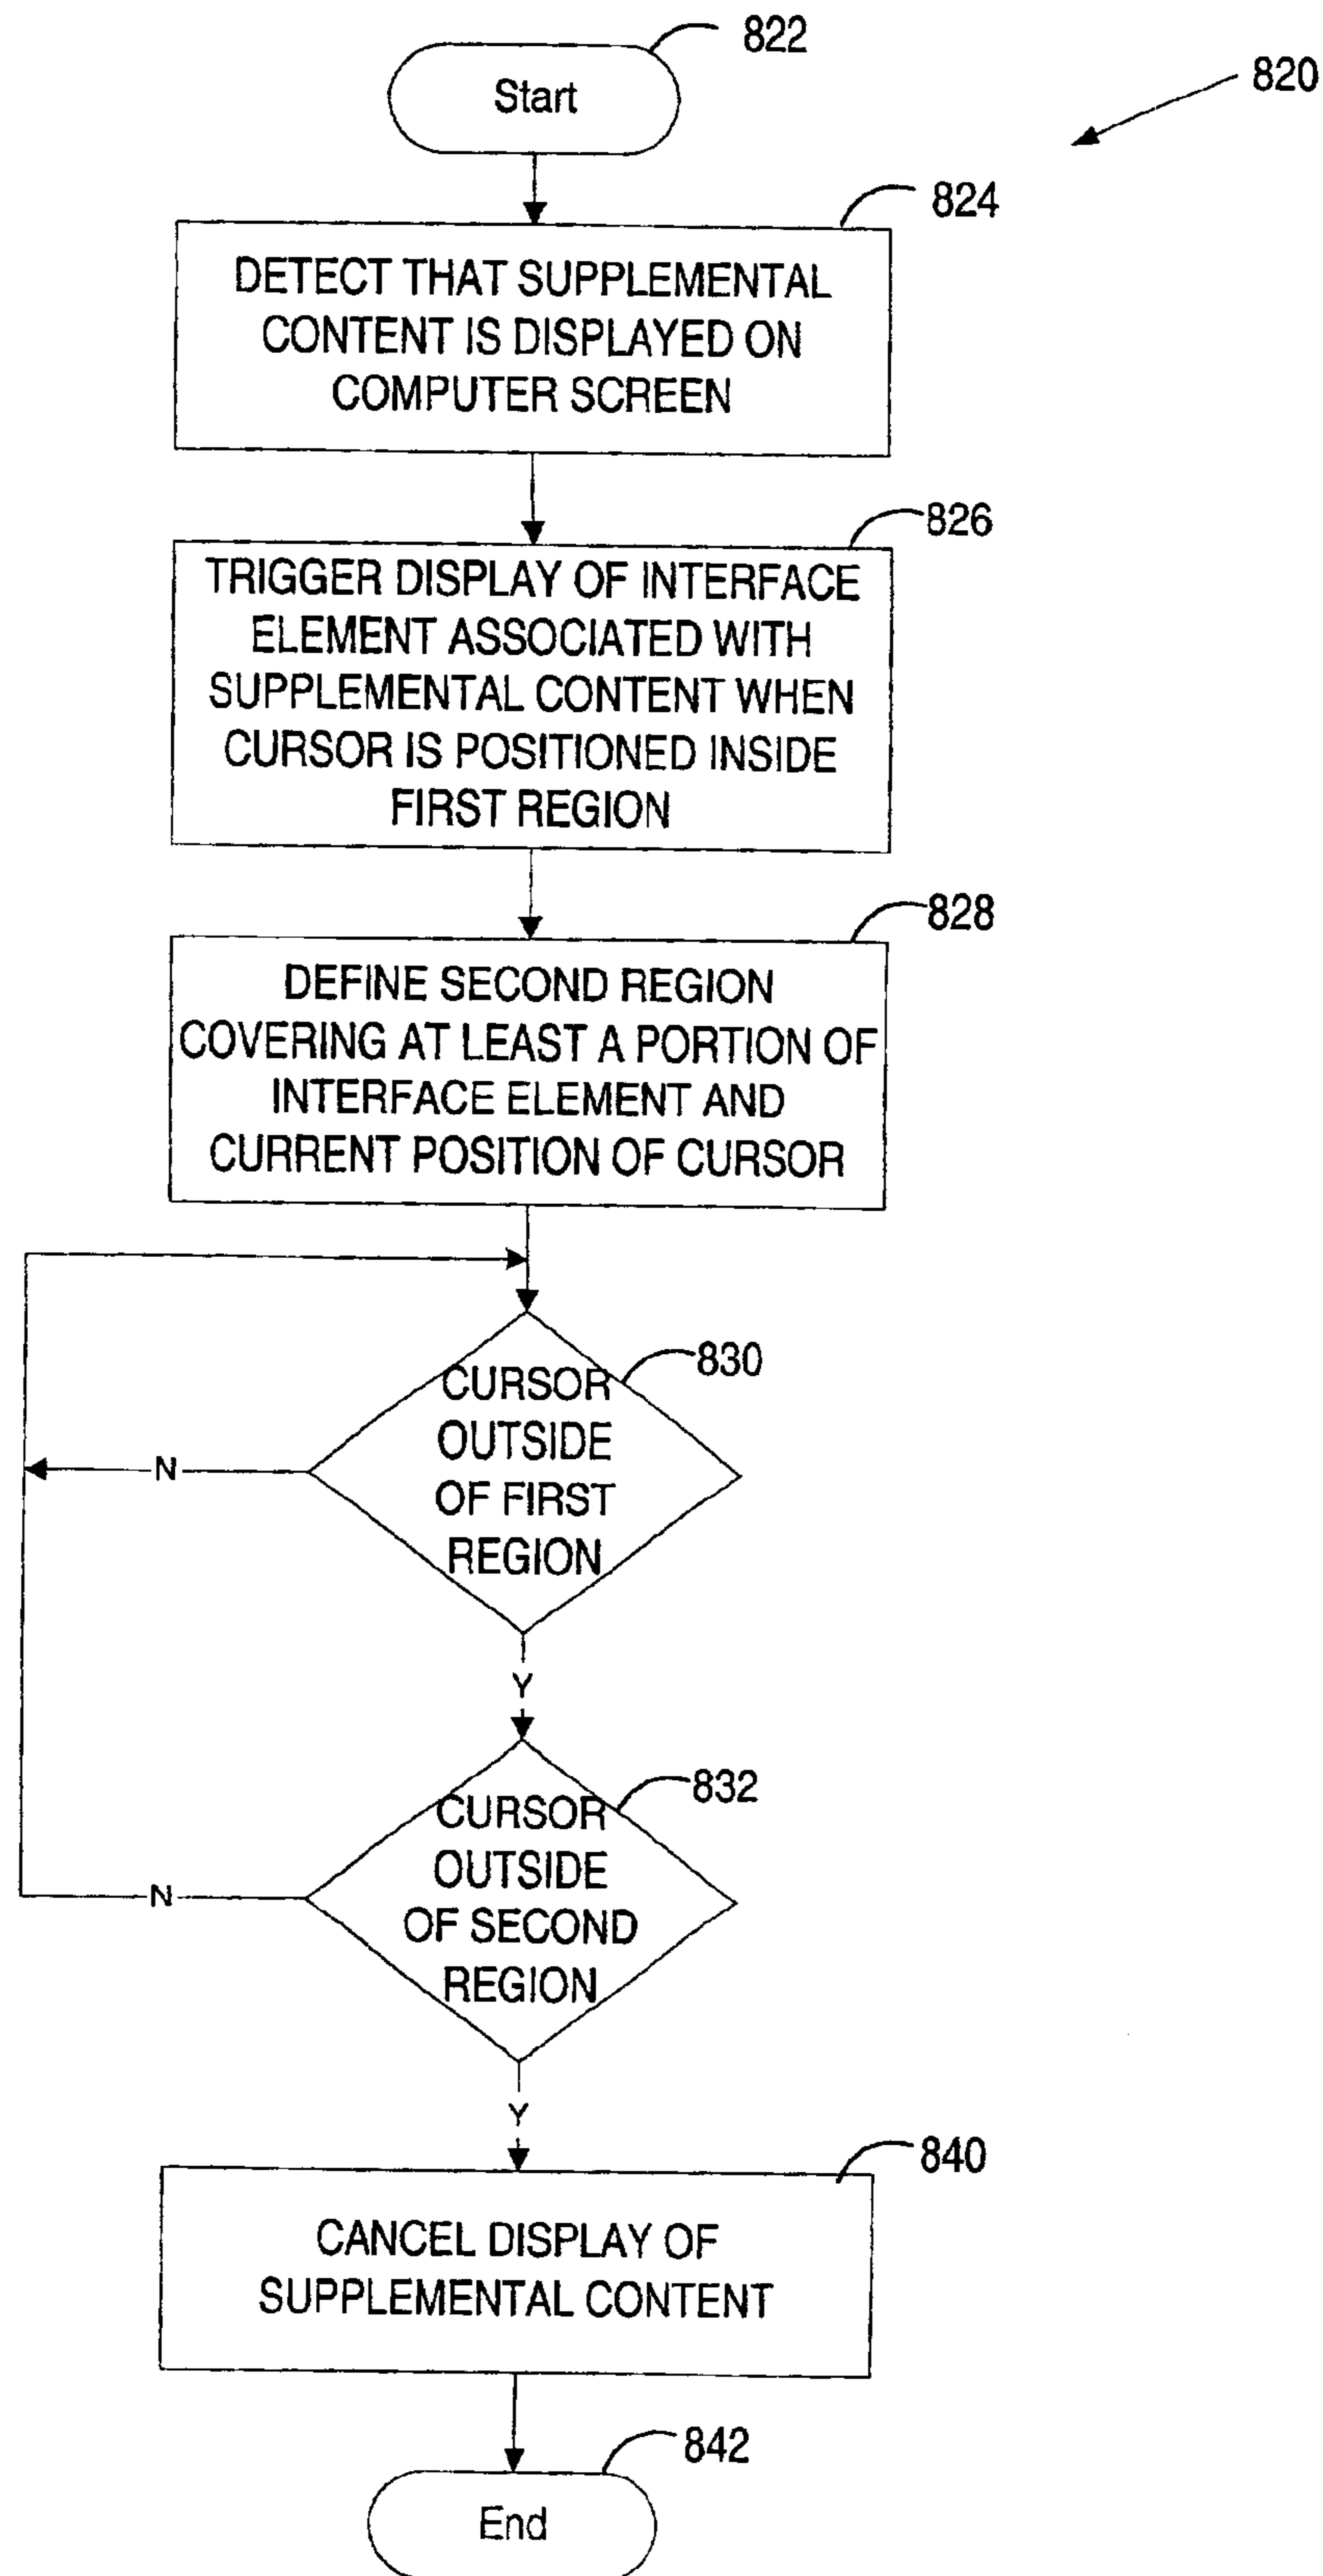 822
Start
820
824
DETECT THAT SUPPLEMENTAL
CONTENT IS DISPLAYED ON
COMPUTER SCREEN
826
TRIGGER DISPLAY OF INTERFACE
ELEMENT ASSOCIATED WITH
SUPPLEMENTAL CONTENT WHEN
CURSOR IS POSITIONED INSIDE
FIRST REGION
828
DEFINE SECOND REGION
COVERING AT LEAST A PORTION OF
INTERFACE ELEMENT AND
CURRENT POSITION OF CURSOR
830
CURSOR
OUTSIDE
OF FIRST
REGION
N
Y
832
CURSOR
OUTSIDE
OF SECOND
REGION
N
Y
840
CANCEL DISPLAY OF
SUPPLEMENTAL CONTENT
842
End